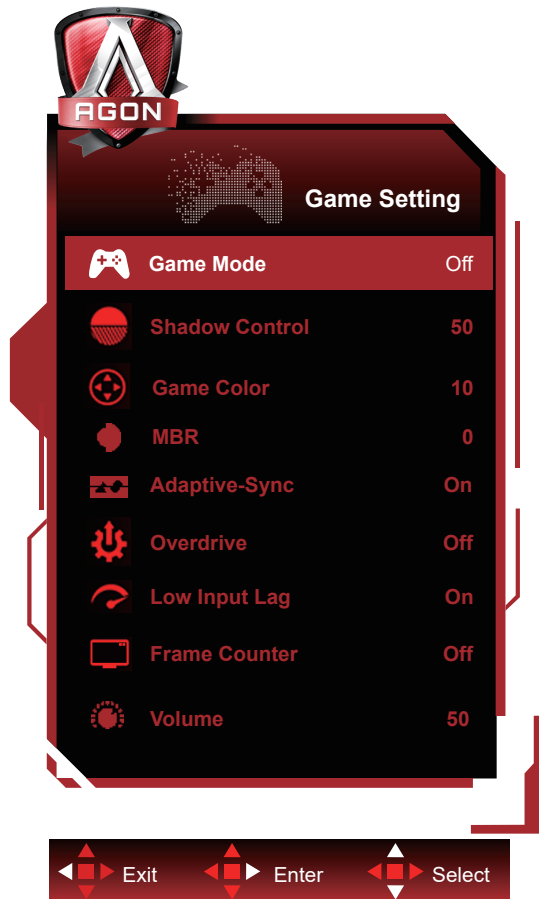 AGON
Game Setting
Game Mode Off
Shadow Control 50
Game Color 10
MBR 0
Adaptive-Sync On
Overdrive Off
Low Input Lag On
Frame Counter Off
Volume 50
Exit Enter Select